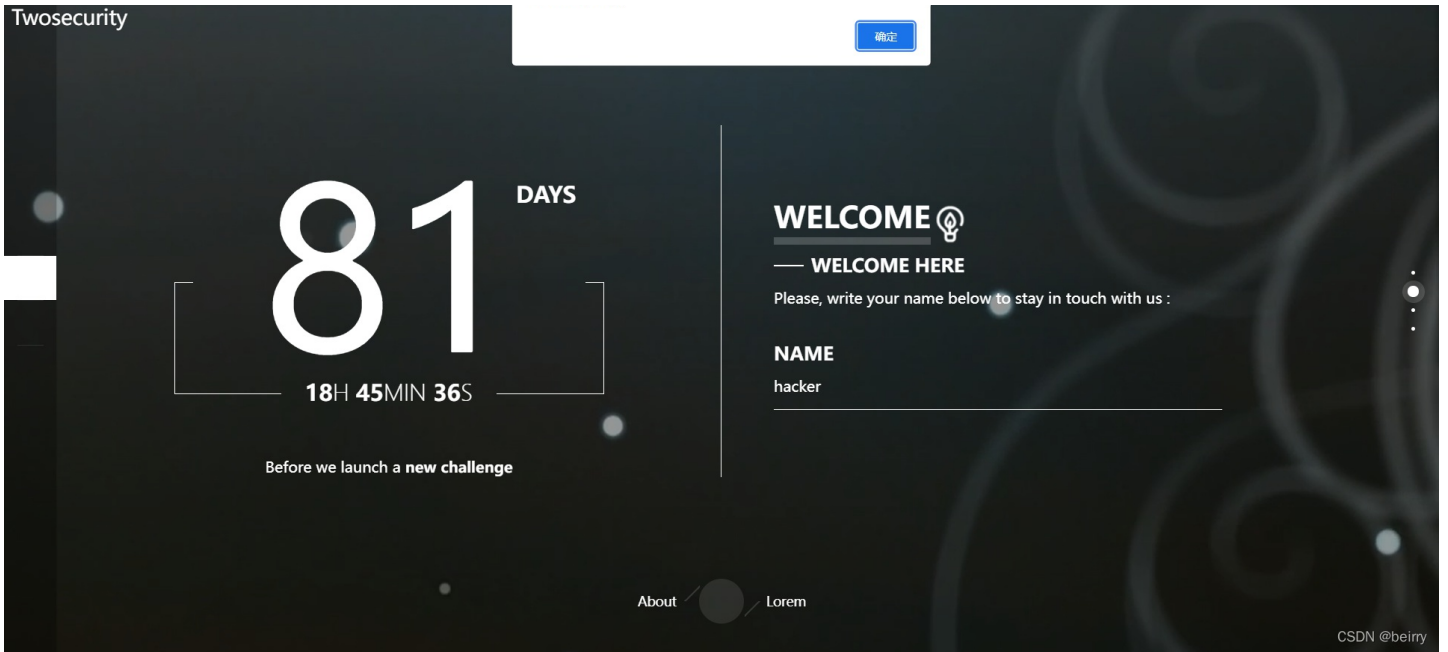 Twosecurity
确定
81
DAYS
18H 45MIN 36S
Before we launch a new challenge
WELCOME
WELCOME HERE
Please, write your name below to stay in touch with us :
NAME
hacker
About
Lorem
CSDN @beirry